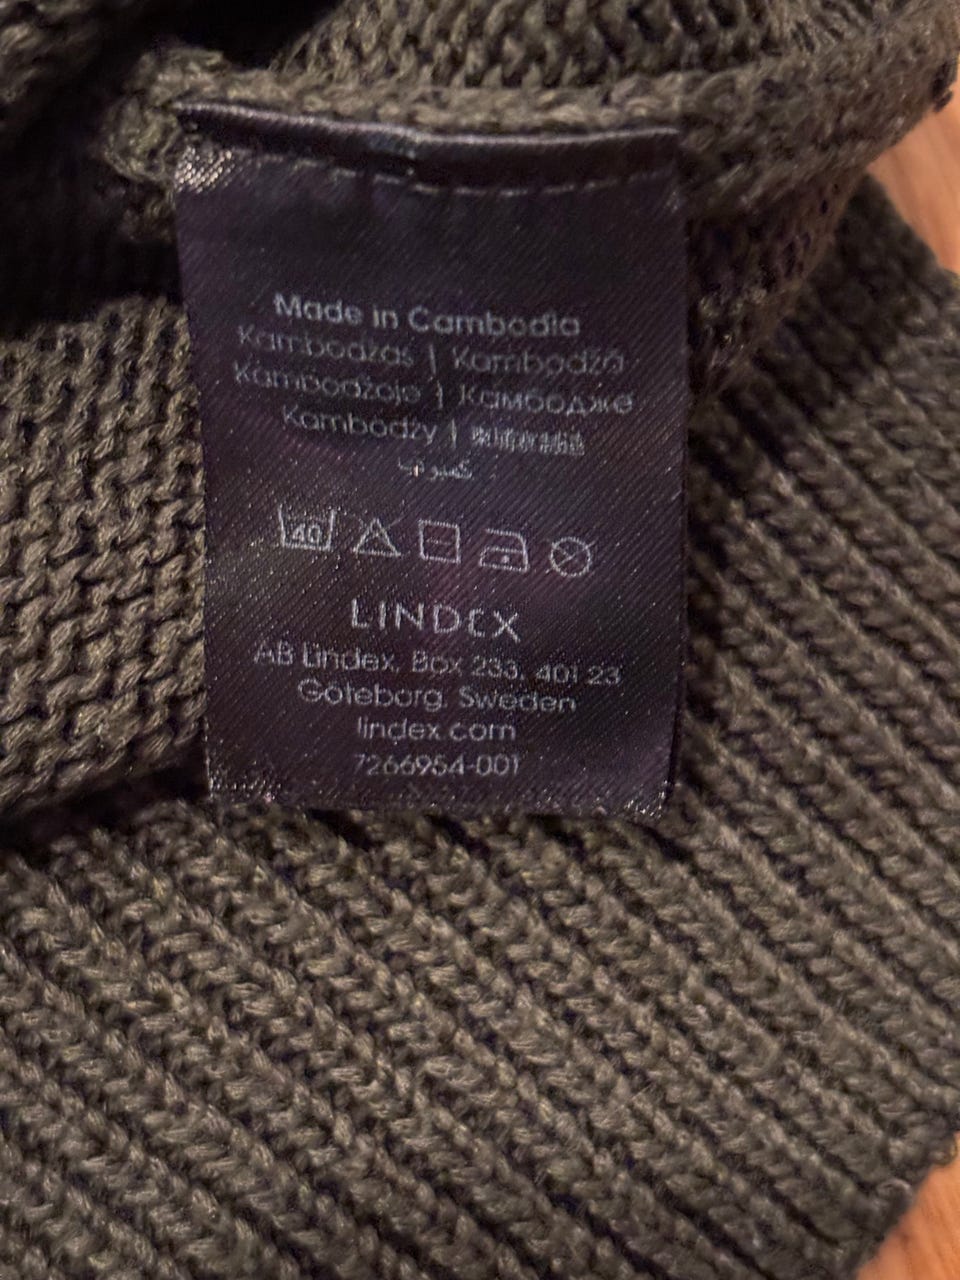 Made in Cambodia
Kambodžas | Kambodža
Kambodžoje | Камбоджа
Kambodży |
كمبوديا
40
LINDEX
AB Lindex, Box 233, 401 23
Göteborg, Sweden
lindex.com
7266954-001